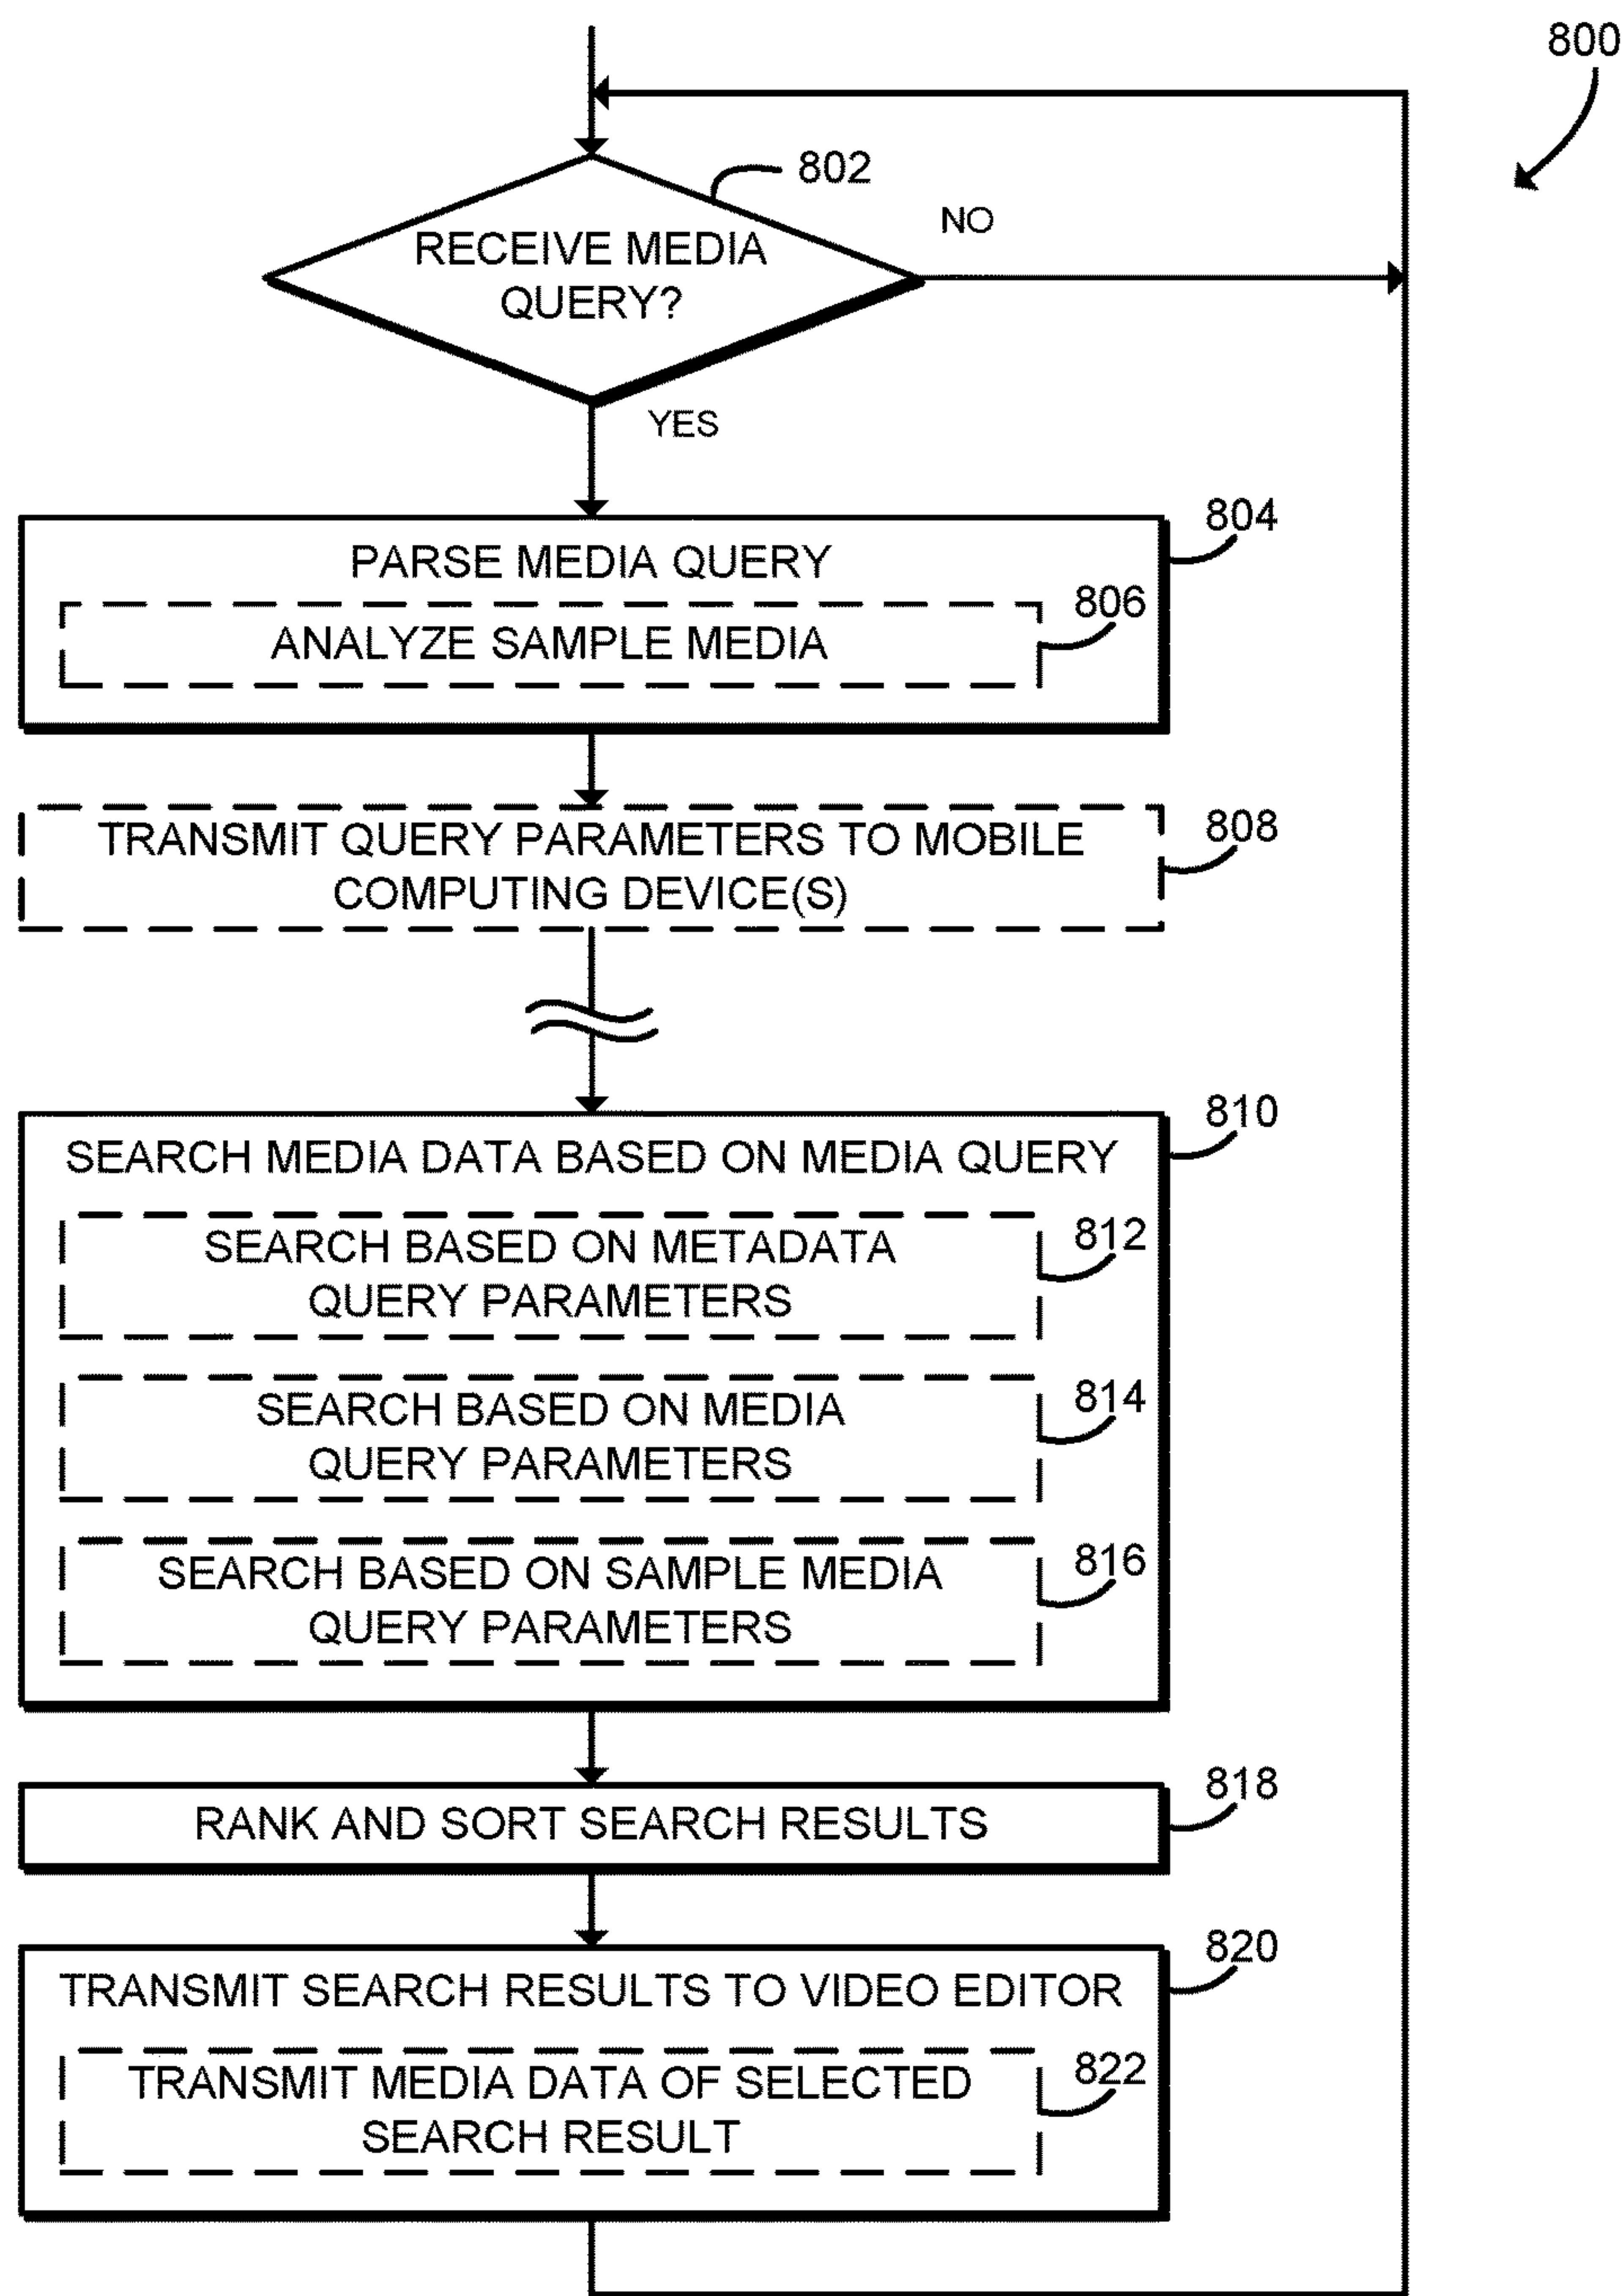 800
802
RECEIVE MEDIA
QUERY?
NO
YES
804
PARSE MEDIA QUERY
806
ANALYZE SAMPLE MEDIA
808
TRANSMIT QUERY PARAMETERS TO MOBILE
COMPUTING DEVICE(S)
810
SEARCH MEDIA DATA BASED ON MEDIA QUERY
812
SEARCH BASED ON METADATA
QUERY PARAMETERS
814
SEARCH BASED ON MEDIA
QUERY PARAMETERS
816
SEARCH BASED ON SAMPLE MEDIA
QUERY PARAMETERS
818
RANK AND SORT SEARCH RESULTS
820
TRANSMIT SEARCH RESULTS TO VIDEO EDITOR
822
TRANSMIT MEDIA DATA OF SELECTED
SEARCH RESULT